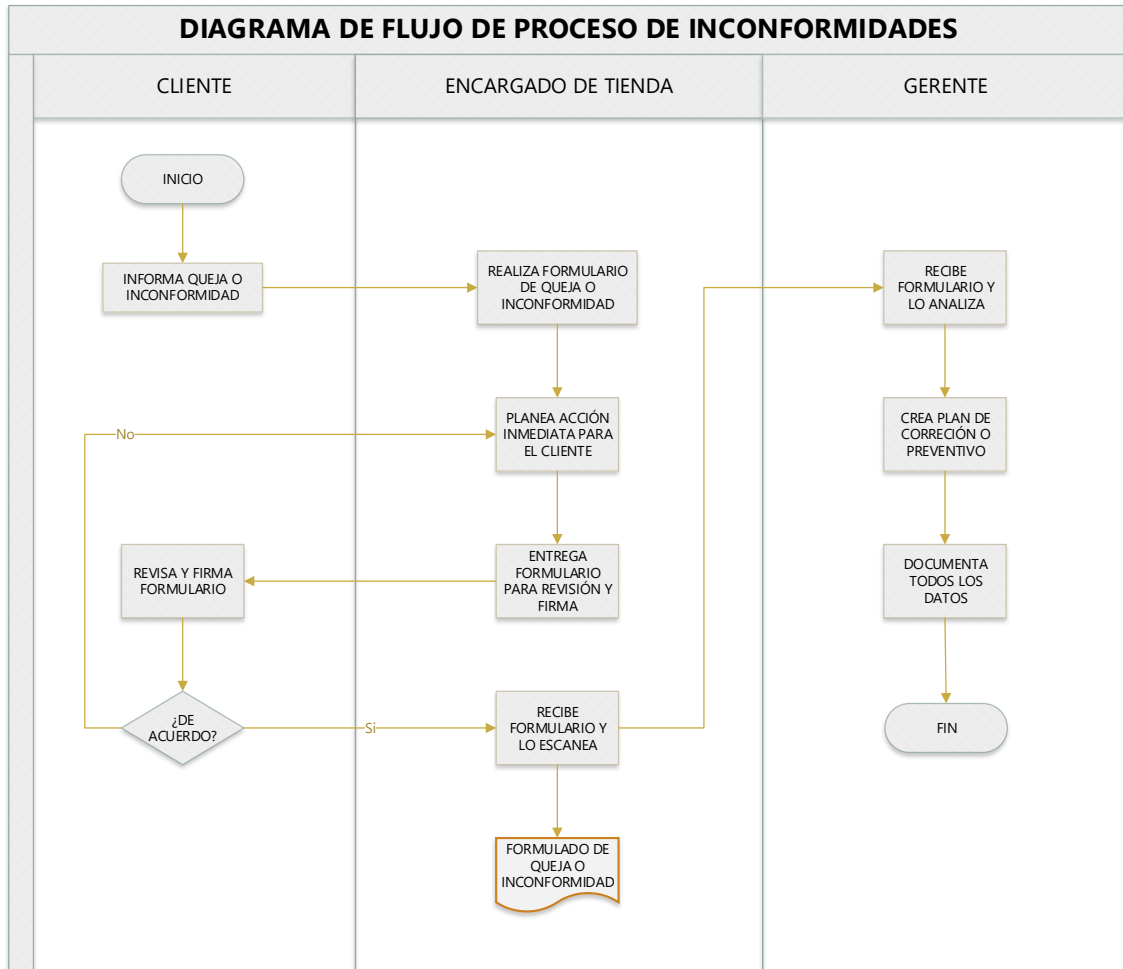 DIAGRAMA DE FLUJO DE PROCESO DE INCONFORMIDADES
CLIENTE
ENCARGADO DE TIENDA
GERENTE
INICIO
INFORMA QUEJA O
INCONFORMIDAD
REALIZA FORMULARIO
DE QUEJA O
INCONFORMIDAD
RECIBE
FORMULARIO Y
LO ANALIZA
No
PLANEA ACCIÓN
INMEDIATA PARA
EL CLIENTE
CREA PLAN DE
CORRECIÓN O
PREVENTIVO
REVISA Y FIRMA
FORMULARIO
ENTREGA
FORMULARIO
PARA REVISIÓN Y
FIRMA
DOCUMENTA
TODOS LOS
DATOS
¿DE
ACUERDO?
Si
RECIBE
FORMULARIO Y
LO ESCANEA
FIN
FORMULADO DE
QUEJA O
INCONFORMIDAD